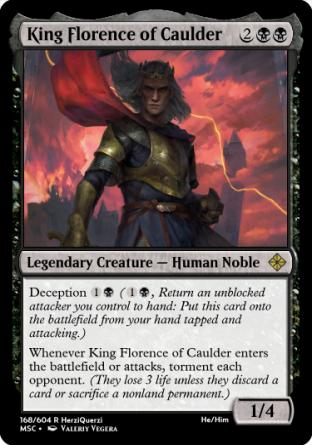 King Florence of Caulder 2
Legendary Creature — Human Noble
Deception 1 ( 1 , Return an unblocked
attacker you control to hand: Put this card onto
the battlefield from your hand tapped and
attacking.)
Whenever King Florence of Caulder enters
the battlefield or attacks, torment each
opponent. (They lose 3 life unless they discard a
card or sacrifice a nonland permanent.)
1/4
168/604 R HerziQuerzi He/Him
MSC • Valeriy Vegera